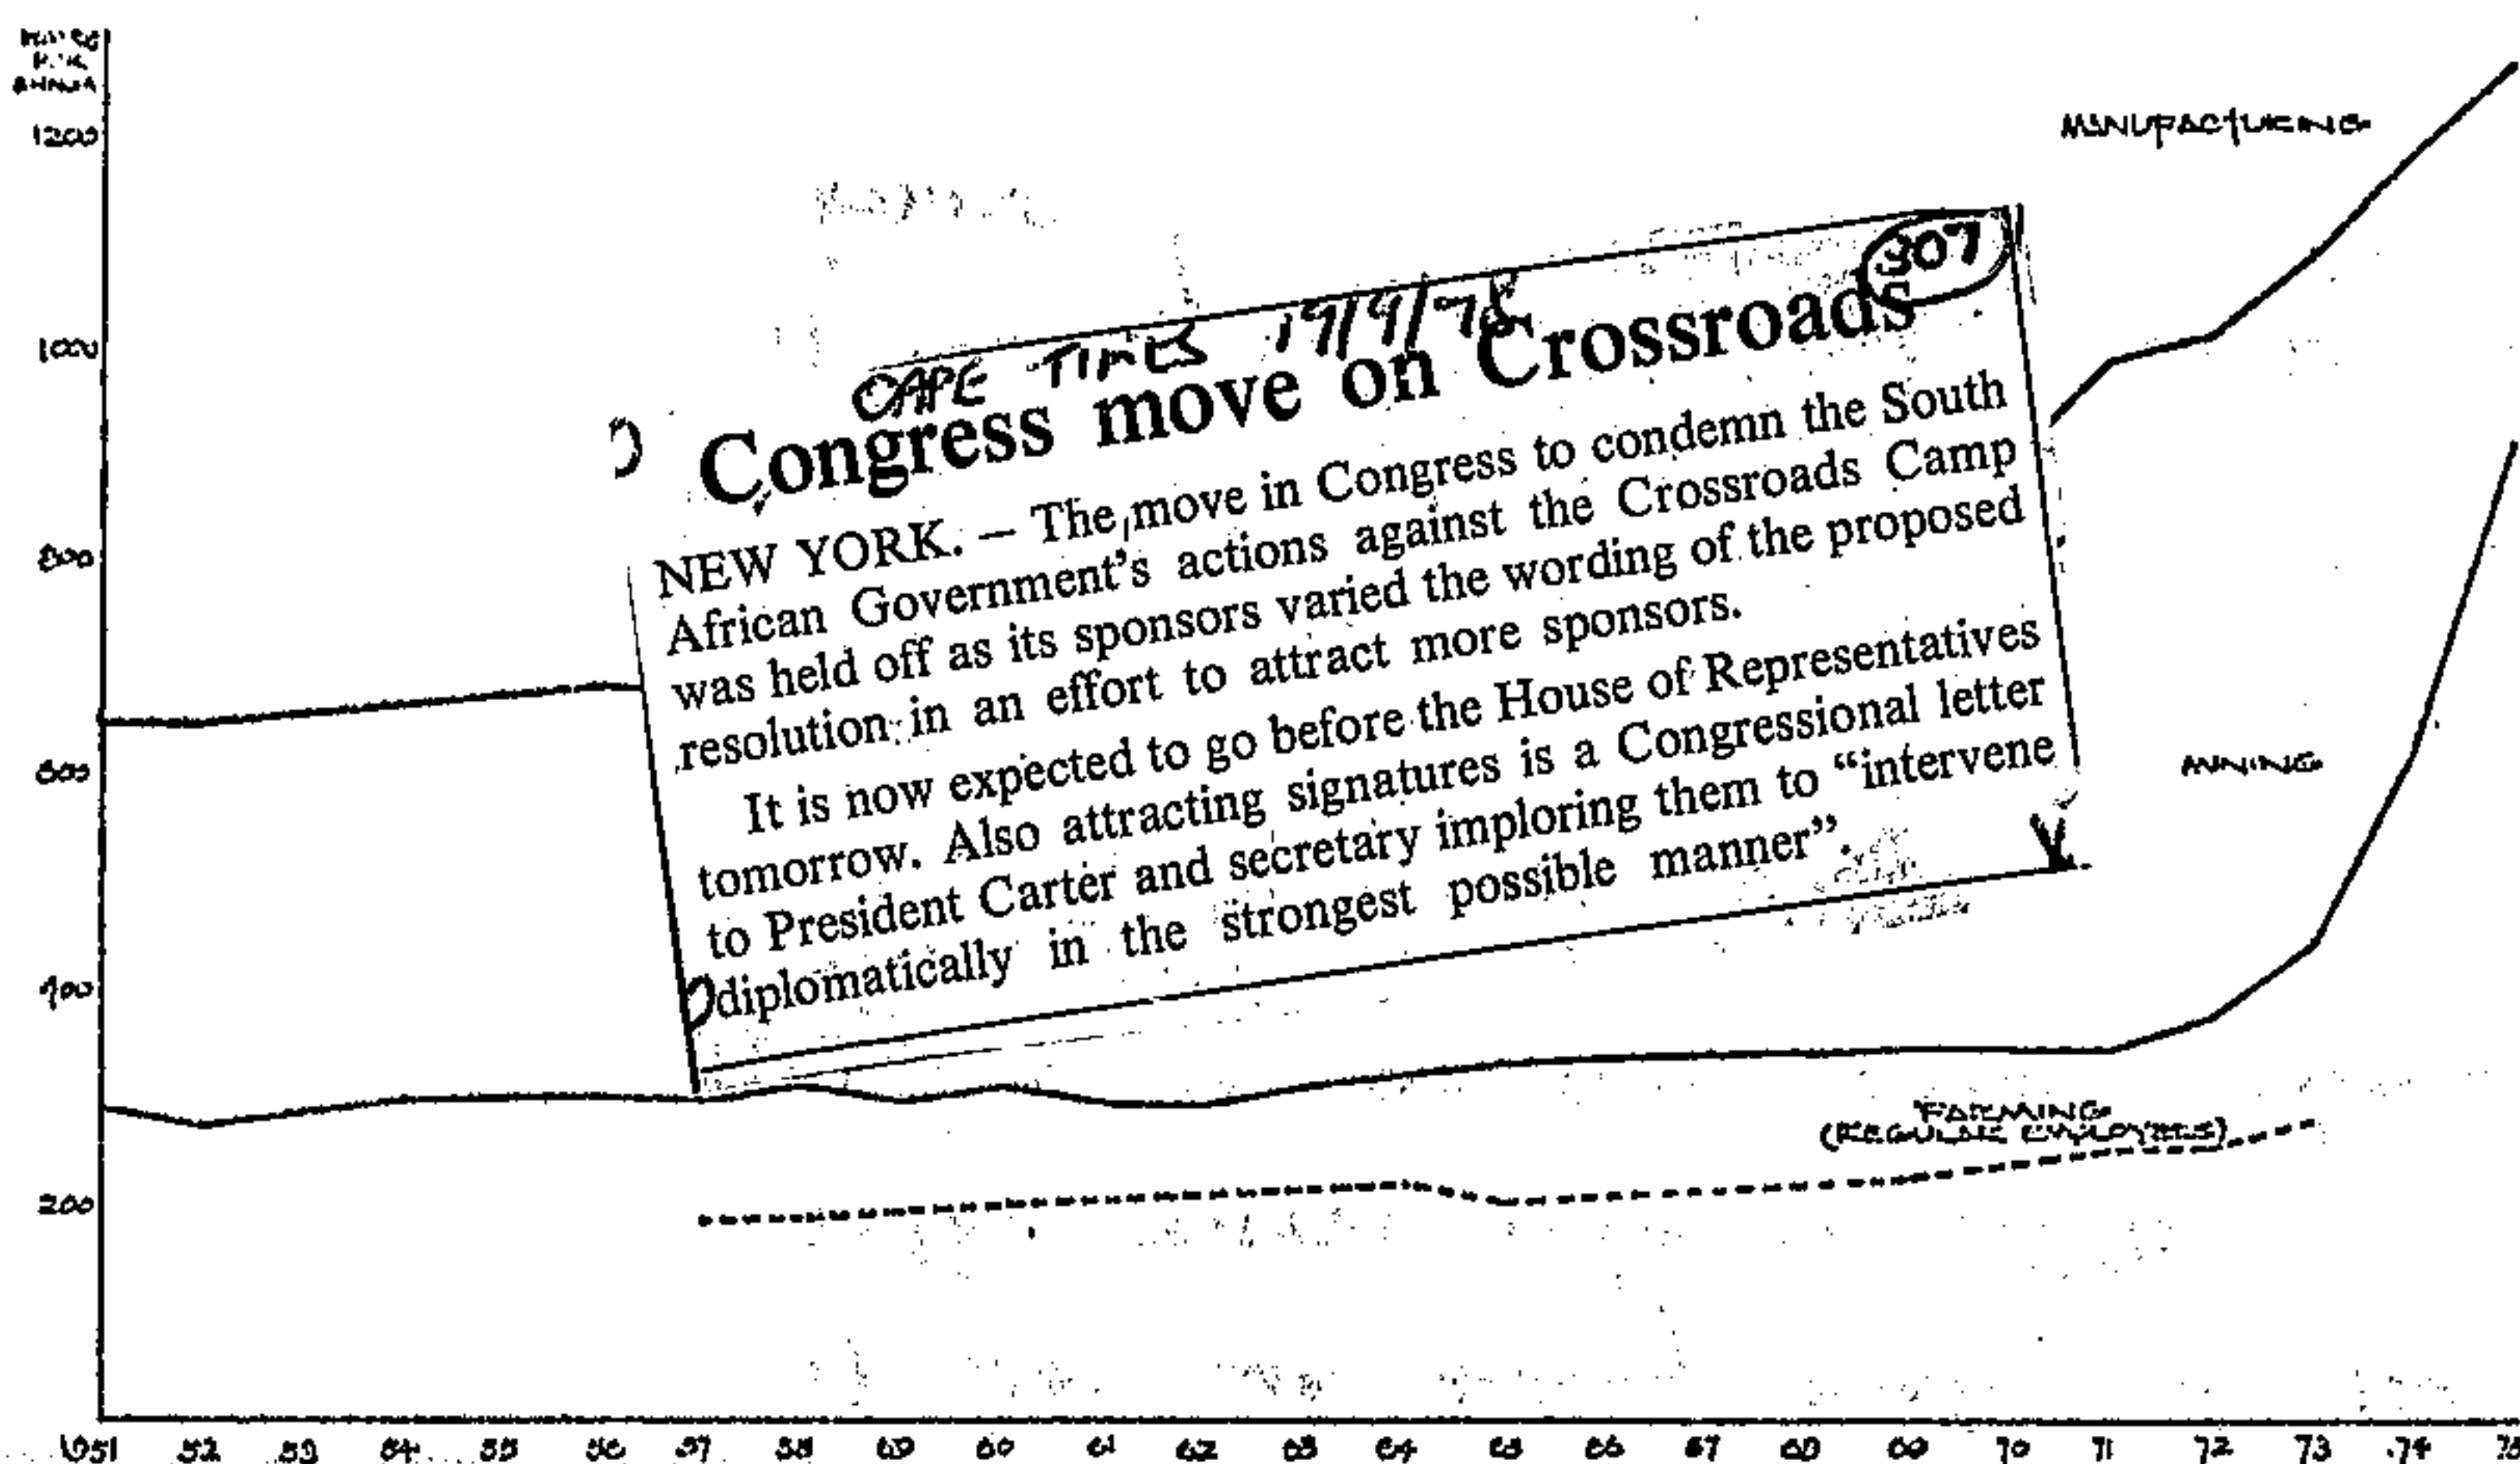 1200
MANUFACTURING
307
CAPE TIMES 19/9/78
Congress move on Crossroads
1000
NEW YORK. — The move in Congress to condemn the South
African Government's actions against the Crossroads Camp
was held off as its sponsors varied the wording of the proposed
resolution in an effort to attract more sponsors.
It is now expected to go before the House of Representatives
tomorrow. Also attracting signatures is a Congressional letter
to President Carter and secretary imploring them to “intervene
diplomatically in the strongest possible manner”.
800
600
MINING
400
FARMING
(REGULAR EMPLOYEES)
200
1951 52 53 54 55 56 57 58 59 60 61 62 63 64 65 66 67 68 69 70 71 72 73 74 75